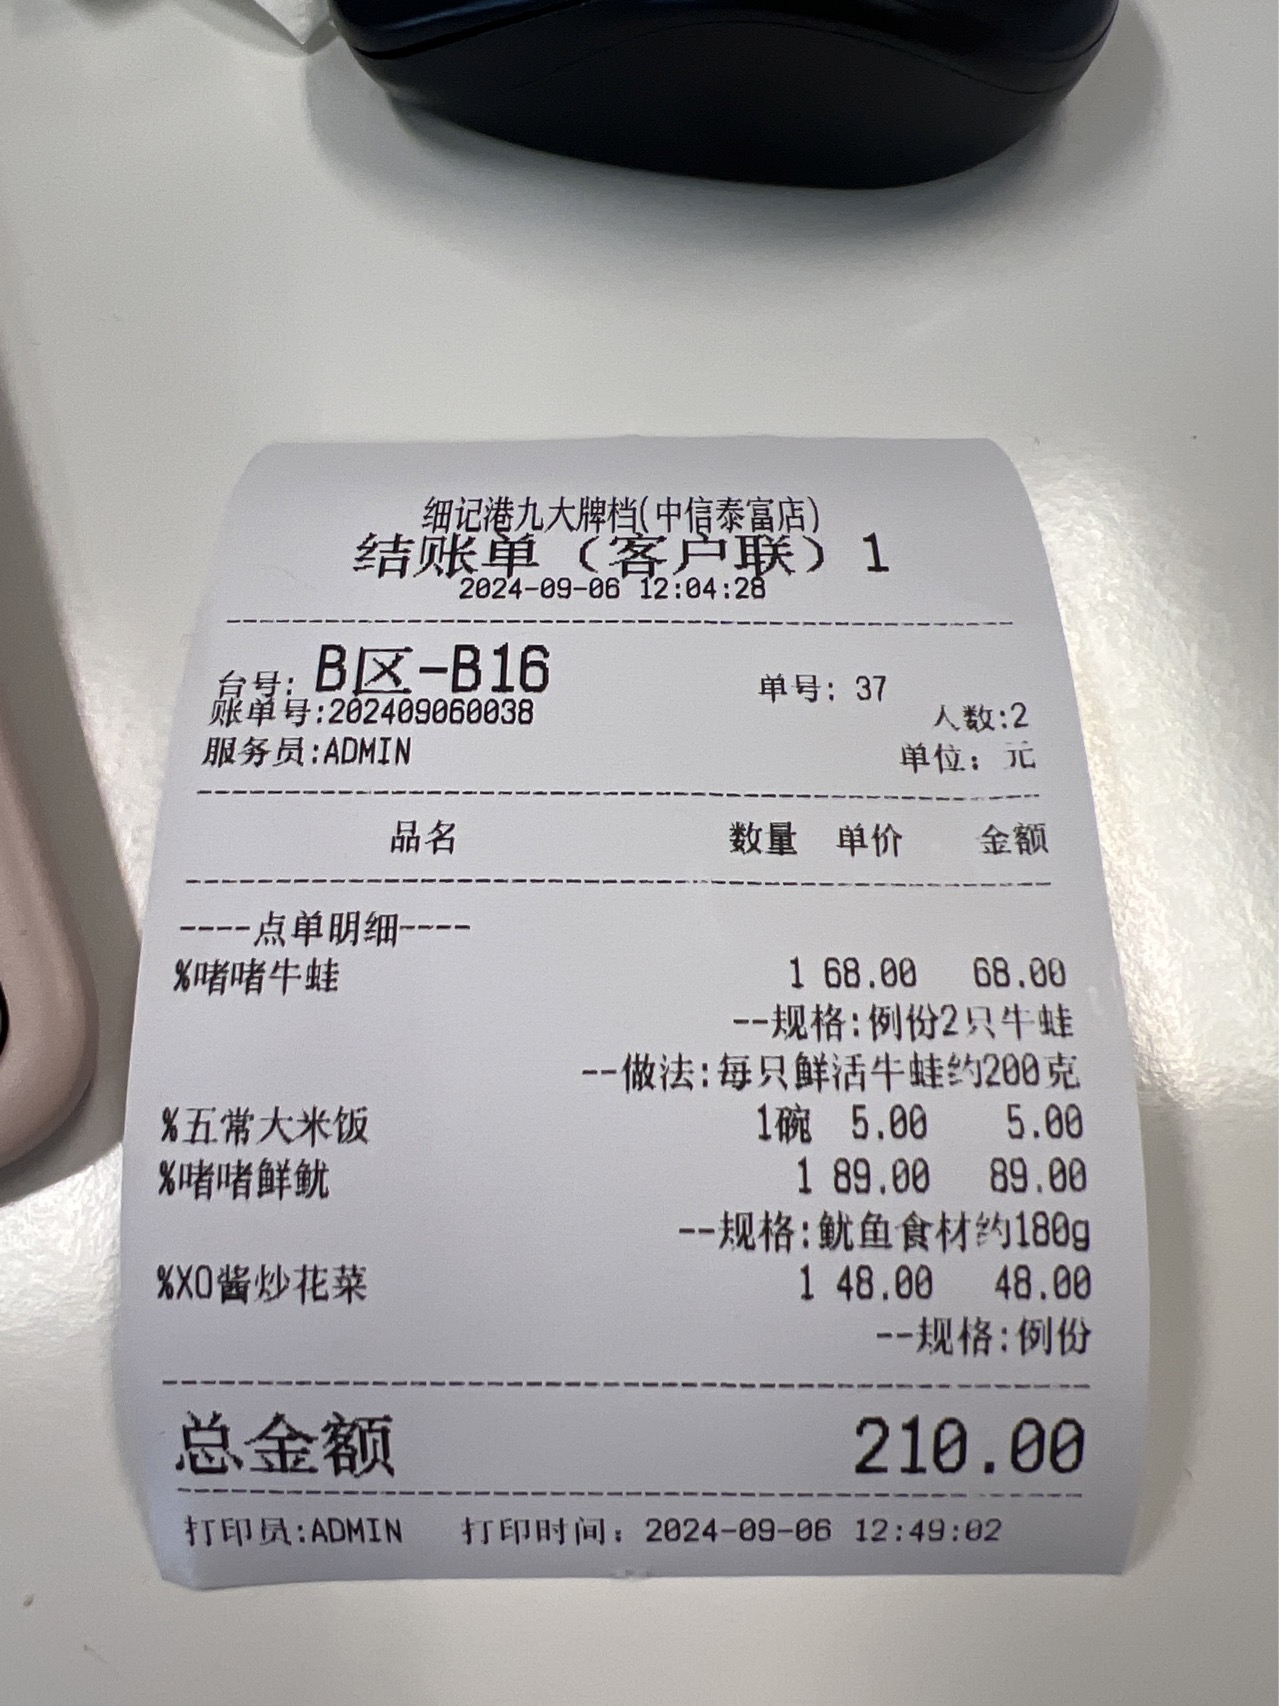 细记港九大牌档(中信泰富店)
结账单（客户联）1
2024-09-06 12:04:28
台号: B区-B16 单号: 37
账单号:202409060038 人数:2
服务员:ADMIN 单位: 元
品名 数量 单价 金额
----点单明细----
%啫啫牛蛙 1 68.00 68.00
--规格:例份2只牛蛙
--做法:每只鲜活牛蛙约200克
%五常大米饭 1碗 5.00 5.00
%啫啫鲜鱿 1 89.00 89.00
--规格:鱿鱼食材约180g
%XO酱炒花菜 1 48.00 48.00
--规格:例份
总金额 210.00
打印员:ADMIN 打印时间: 2024-09-06 12:49:02